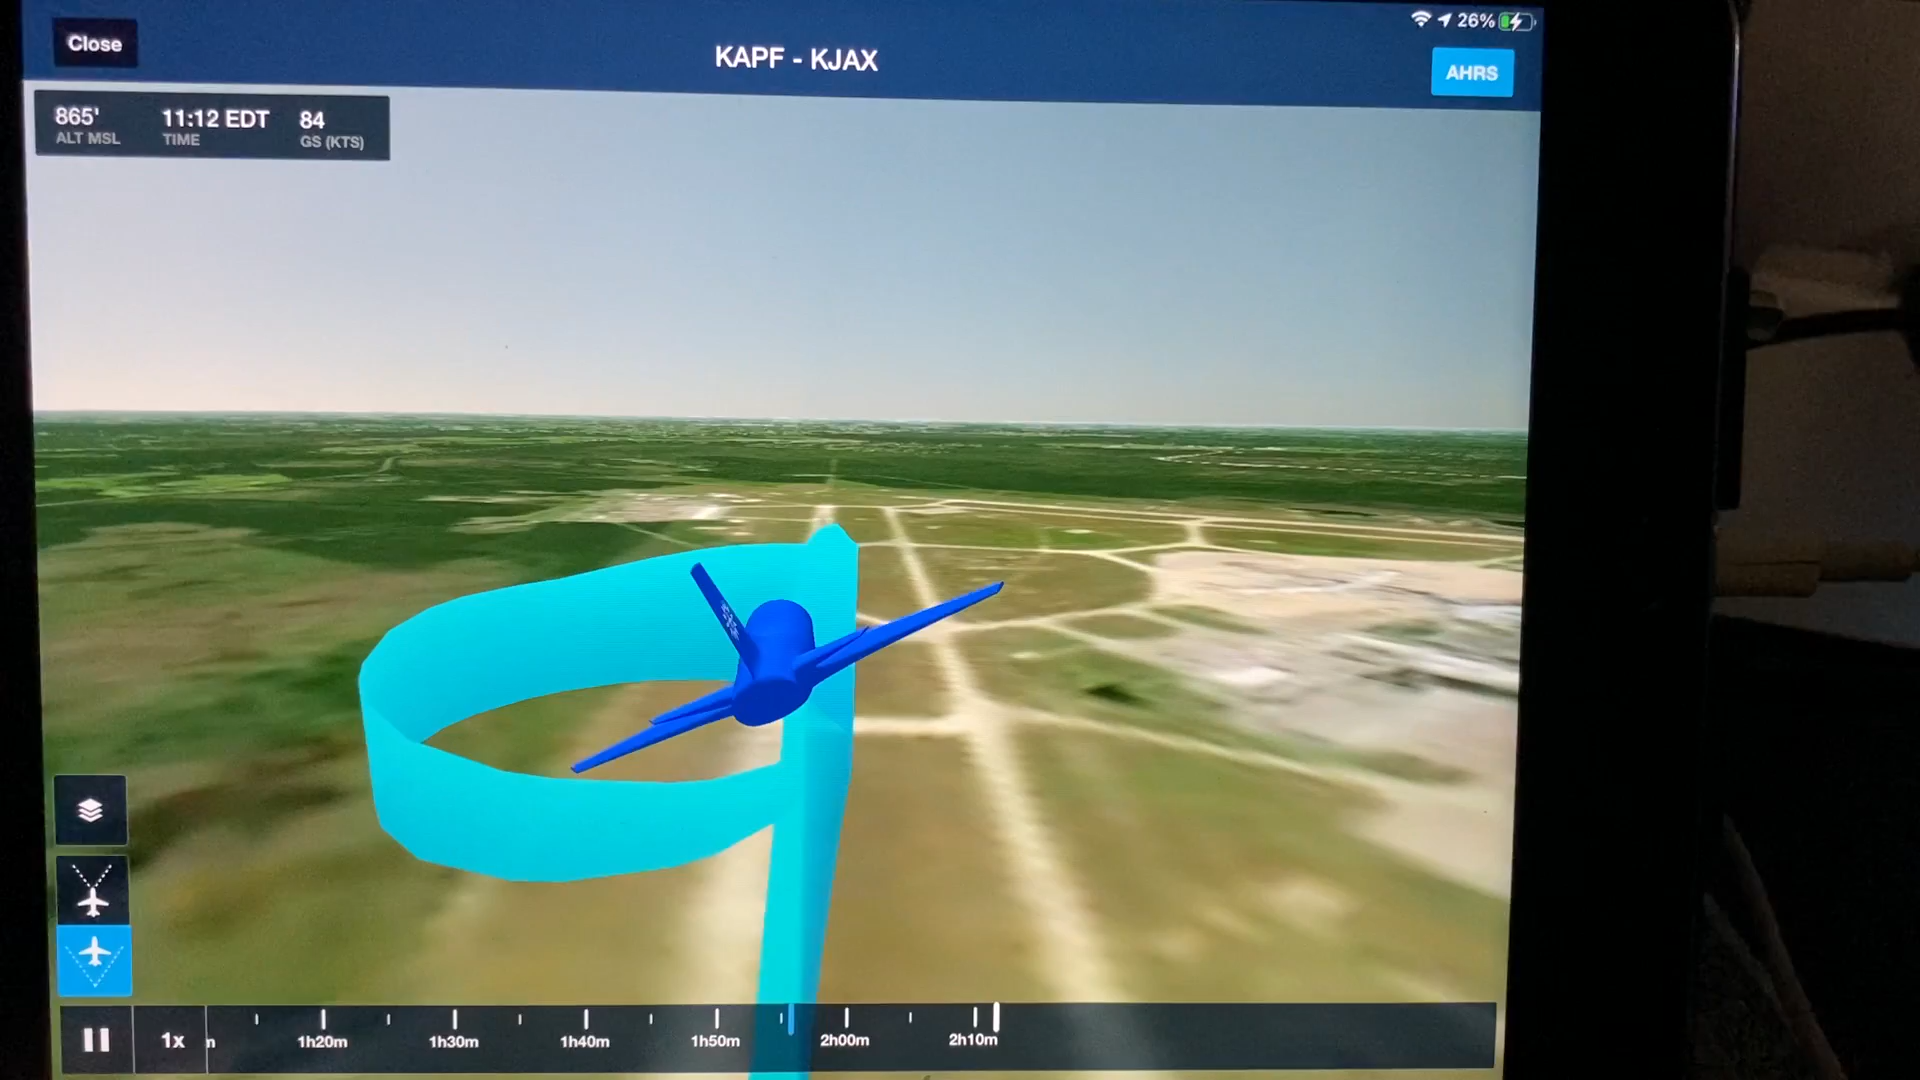 Close
KAPF - KJAX
26%
AHRS
865' 11:12 EDT 84
ALT MSL TIME GS (KTS)
1x 1h20m 1h30m 1h40m 1h50m 2h00m 2h10m